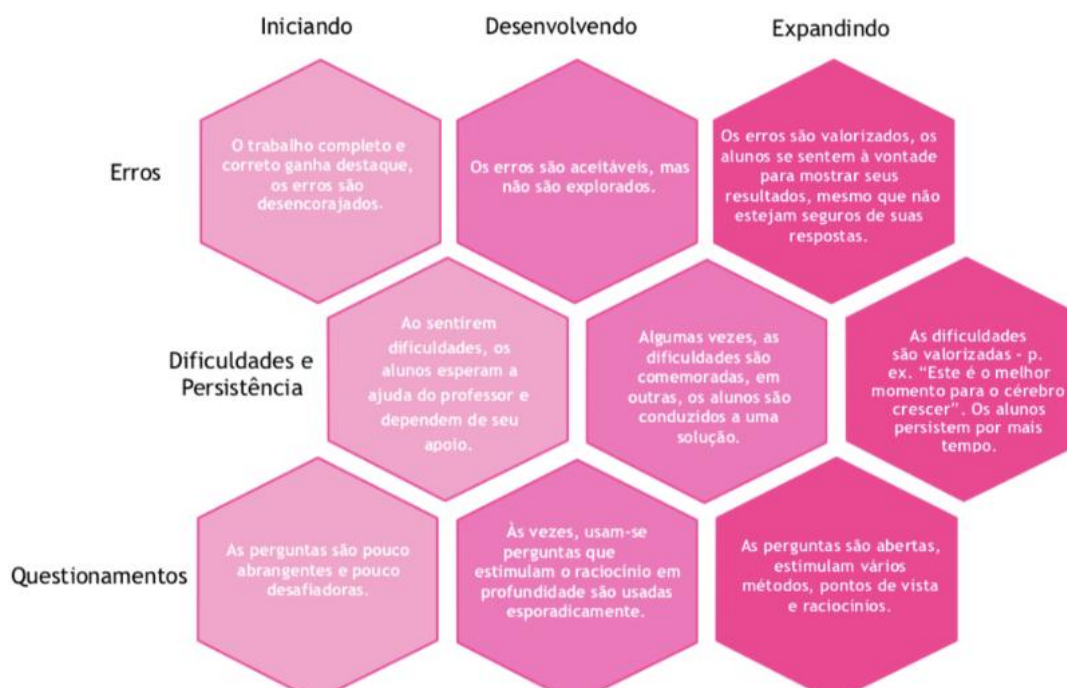 Iniciando
Desenvolvendo
Expandindo
Erros
O trabalho completo e
correto ganha destaque,
os erros são
desencorajados.
Os erros são aceitáveis, mas
não são explorados.
Os erros são valorizados, os
alunos se sentem à vontade
para mostrar seus
resultados, mesmo que não
estejam seguros de suas
respostas.
Dificuldades e
Persistência
Ao sentirem
dificuldades, os
alunos esperam a
ajuda do professor e
dependem de seu
apoio.
Algumas vezes, as
dificuldades são
comemoradas, em
outras, os alunos são
conduzidos a uma
solução.
As dificuldades
são valorizadas - p.
ex. “Este é o melhor
momento para o cérebro
crescer”. Os alunos
persistem por mais
tempo.
Questionamentos
As perguntas são pouco
abrangentes e pouco
desafiadoras.
Às vezes, usam-se
perguntas que
estimulam o raciocínio em
profundidade são usadas
esporadicamente.
As perguntas são abertas,
estimulam vários
métodos, pontos de vista
e raciocínios.